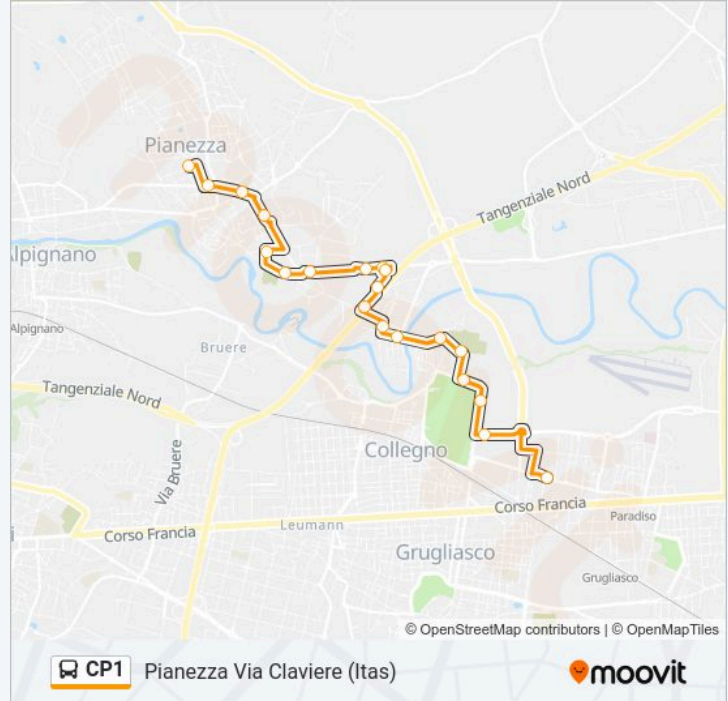 Pianezza
Tangenziale Nord
lpignano
Alpignano
Bruere
Tangenziale Nord
Via Bruere
Collegno
Corso Francia
Corso Francia
Leumann
Paradiso
Grugliasco
Grugliasco
i
© OpenStreetMap contributors | © OpenMapTiles
CP1 Pianezza Via Claviere (Itas)
moovit